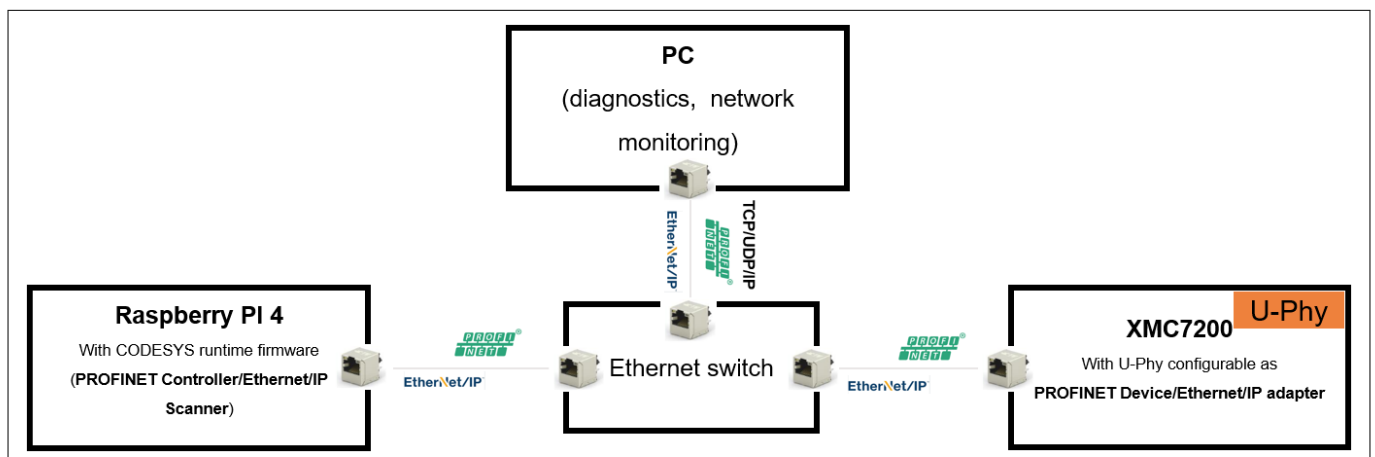 PC
(diagnostics, network
monitoring)
EtherNet/IP
PROFI
NET
®
TCP/UDP/IP
Raspberry PI 4
With CODESYS runtime firmware
(PROFINET Controller/Ethernet/IP
Scanner)
PROFI®
NET
EtherNet/IP
Ethernet switch
PROFI®
NET
EtherNet/IP
U-Phy
XMC7200
With U-Phy configurable as
PROFINET Device/Ethernet/IP adapter